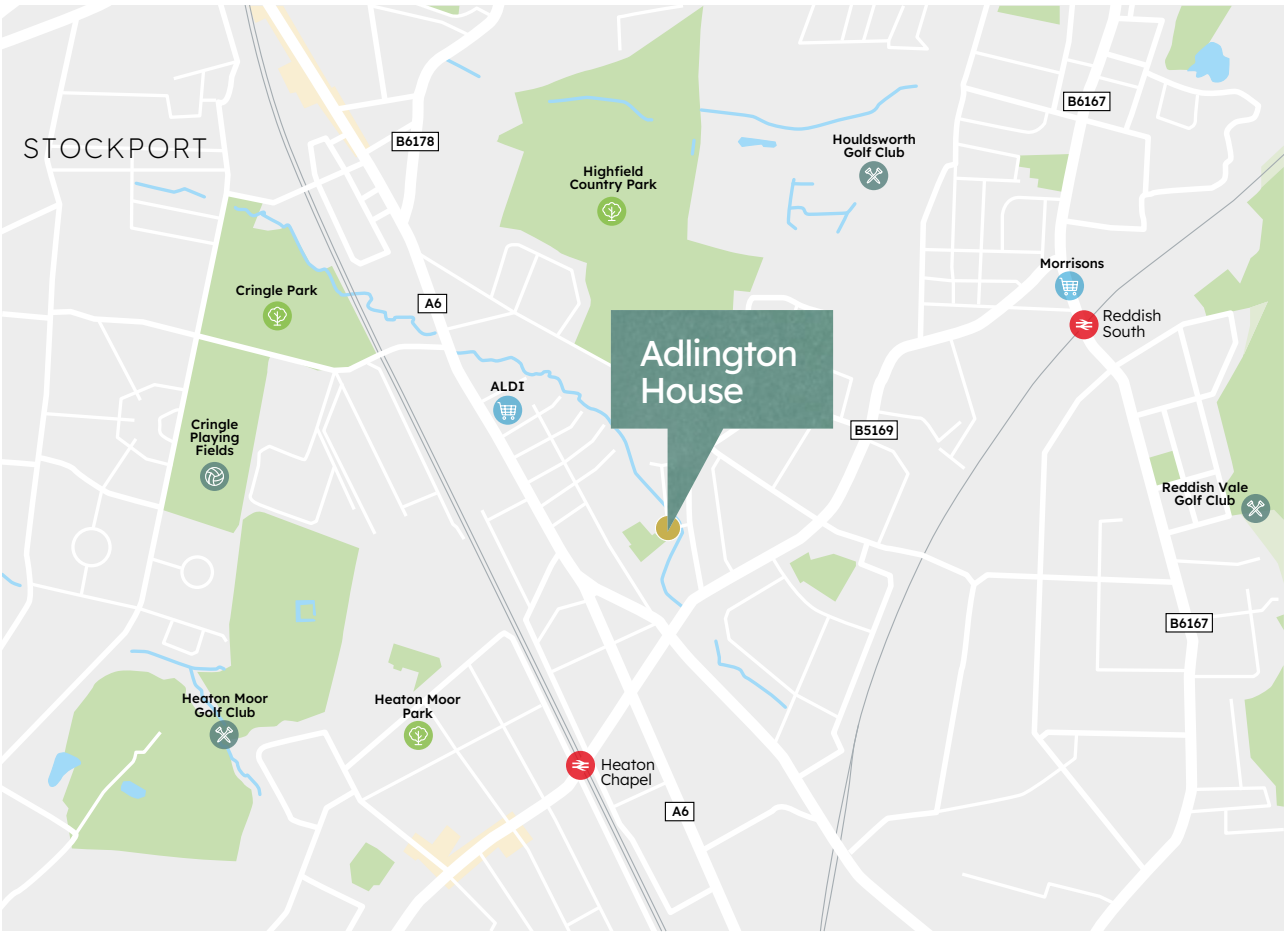 B6167
STOCKPORT
B6178
Houldsworth
Golf Club
Highfield
Country Park
Morrisons
Cringle Park
A6
Reddish
South
Adlington
House
ALDI
Cringle
Playing
Fields
B5169
Reddish Vale
Golf Club
B6167
Heaton Moor
Golf Club
Heaton Moor
Park
Heaton
Chapel
A6